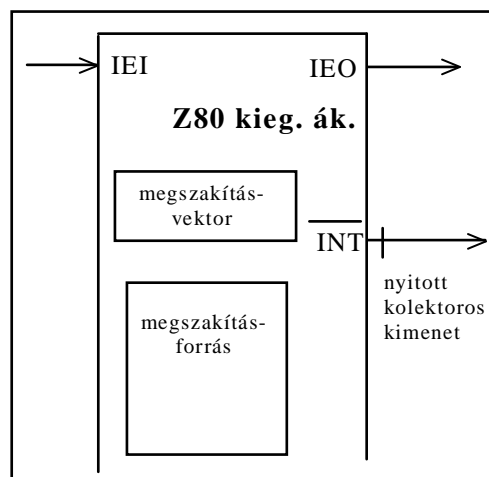 IEI IEO
Z80 kieg. ák.
megszakítás-
vektor
INT
nyitott
kolektoros
kimenet
megszakítás-
forrás